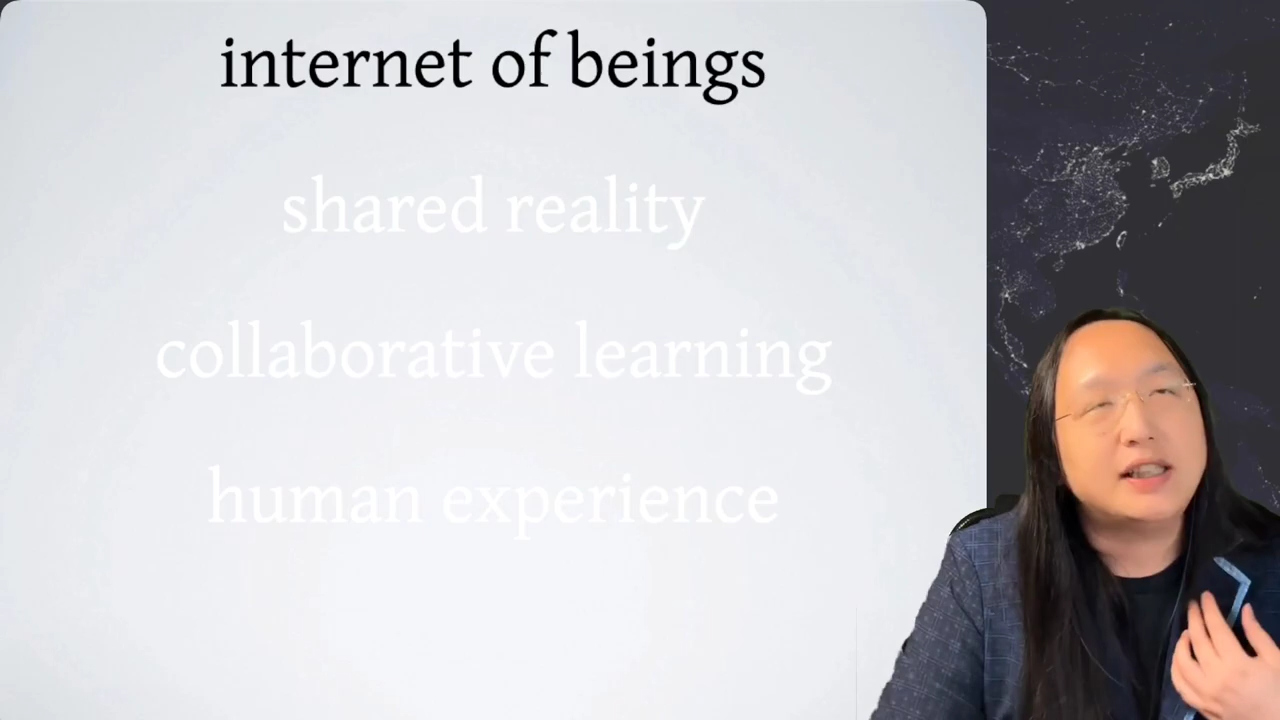 internet of beings
shared reality
collaborative learning
human experience